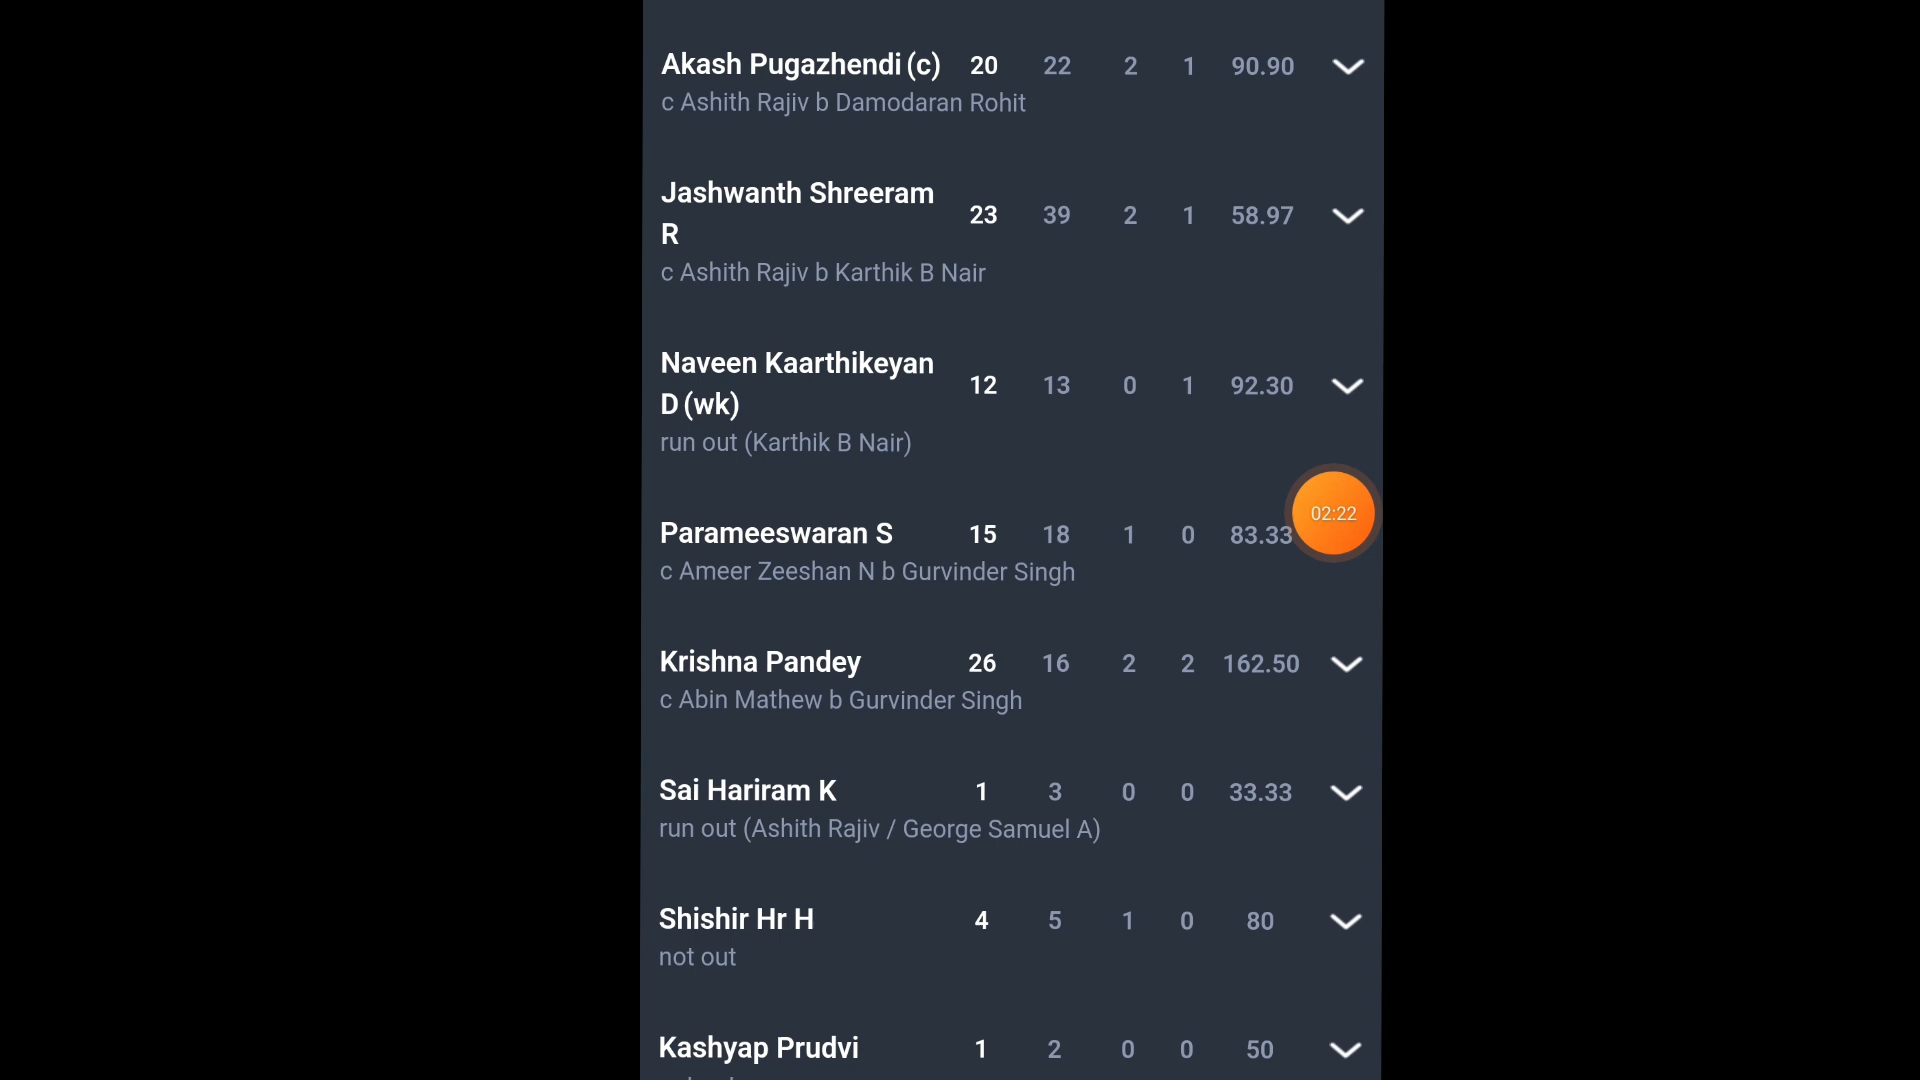 Akash Pugazhendi (c) 20 22 2 1 90.90
c Ashith Rajiv b Damodaran Rohit
Jashwanth Shreeram
R 23 39 2 1 58.97
c Ashith Rajiv b Karthik B Nair
Naveen Kaarthikeyan
D (wk) 12 13 0 1 92.30
run out (Karthik B Nair)
Parameeswaran S 15 18 1 0 83.33
02:22
c Ameer Zeeshan N b Gurvinder Singh
Krishna Pandey 26 16 2 2 162.50
c Abin Mathew b Gurvinder Singh
Sai Hariram K 1 3 0 0 33.33
run out (Ashith Rajiv / George Samuel A)
Shishir Hr H 4 5 1 0 80
not out
Kashyap Prudvi 1 2 0 0 50